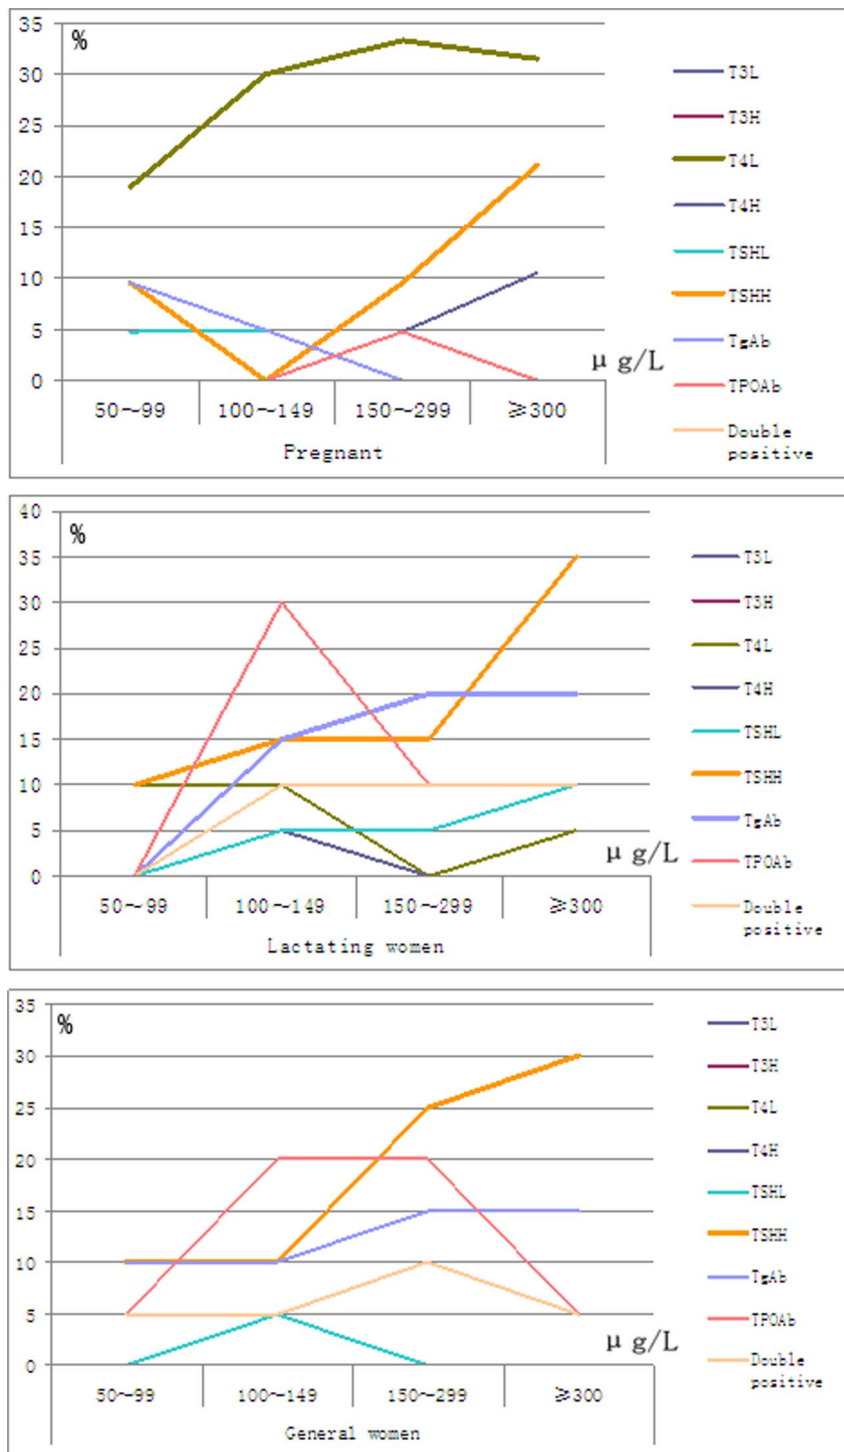 35
%
30
25
20
15
10
5
0
μ g/L
50~~99
100~~149
150~~299
≥300
Pregnant
T3L
T3H
T4L
T4H
TSHL
TSHH
TgAb
TPOAb
Double
positive
40
%
35
30
25
20
15
10
5
0
μ g/L
50~~99
100~~149
150~~299
≥300
Lactating women
T3L
T3H
T4L
T4H
TSHL
TSHH
TgAb
TPOAb
Double
positive
35
%
30
25
20
15
10
5
0
μ g/L
50~~99
100~~149
150~~299
≥300
General women
T3L
T3H
T4L
T4H
TSHL
TSHH
TgAb
TPOAb
Double
positive